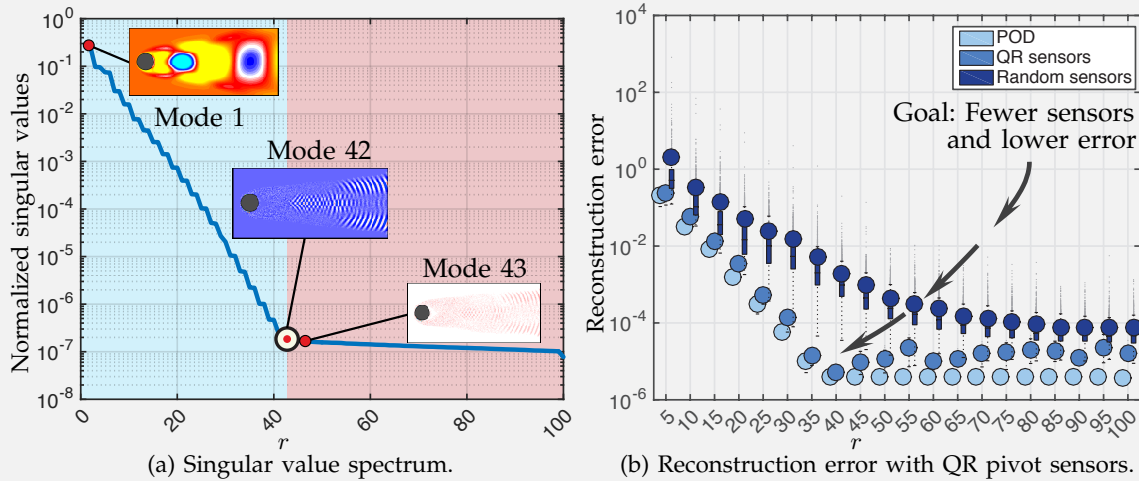 10^0
10^-1
10^-2
10^-3
10^-4
10^-5
10^-6
10^-7
10^-8
Normalized singular values
Mode 1
Mode 42
Mode 43
0
20
40
60
80
100
r
(a) Singular value spectrum.
10^4
10^2
10^0
10^-2
10^-4
10^-6
Reconstruction error
POD
QR sensors
Random sensors
Goal: Fewer sensors
and lower error
5
10
15
20
25
30
35
40
45
50
55
60
65
70
75
80
85
90
95
100
r
(b) Reconstruction error with QR pivot sensors.